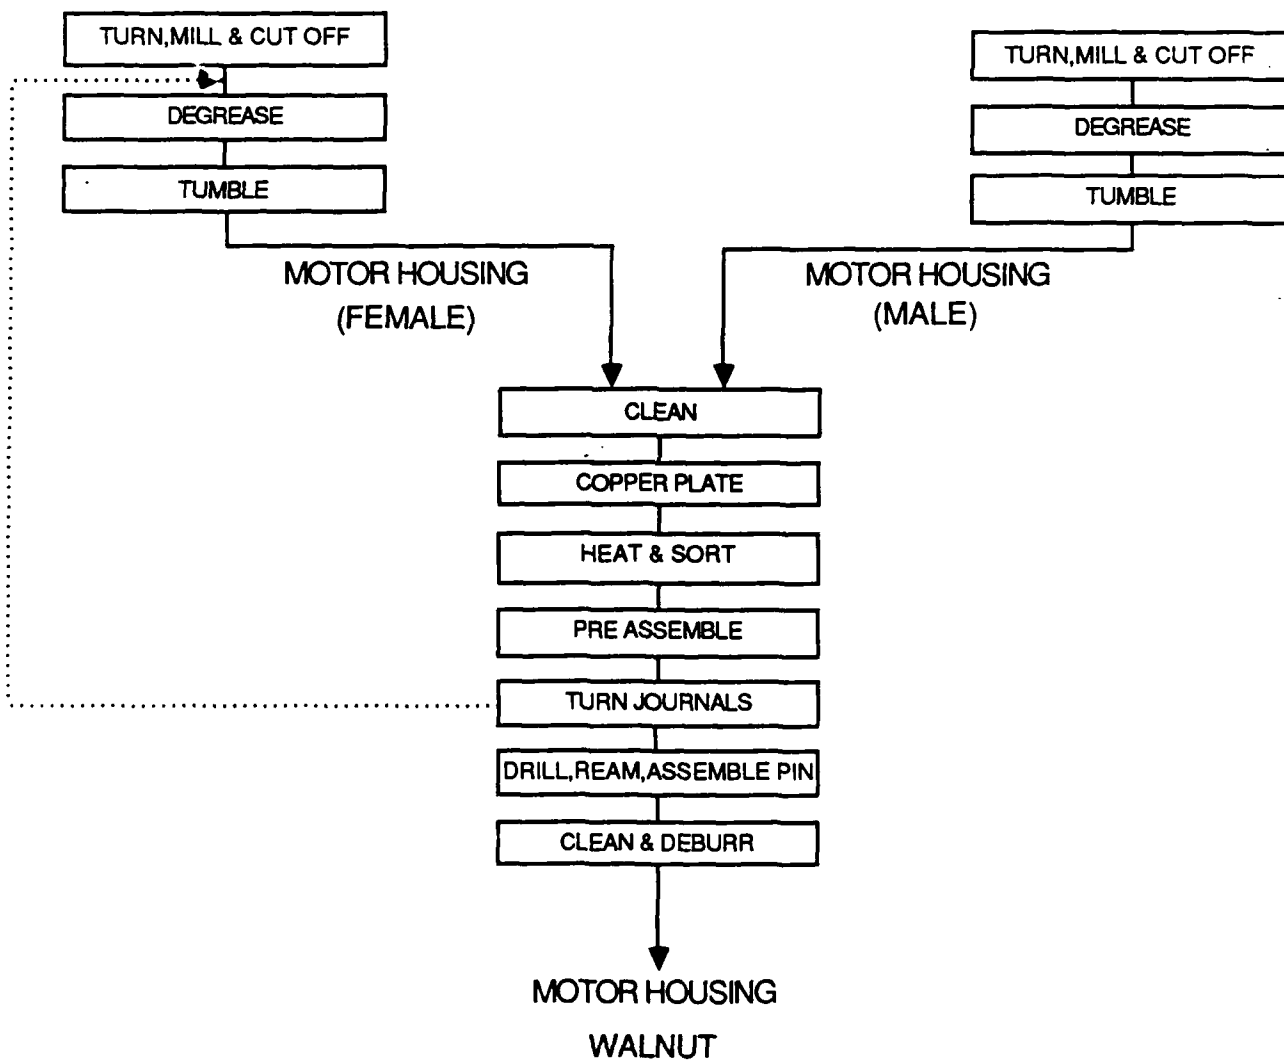 TURN,MILL & CUT OFF
DEGREASE
TUMBLE
MOTOR HOUSING
(FEMALE)
TURN,MILL & CUT OFF
DEGREASE
TUMBLE
MOTOR HOUSING
(MALE)
CLEAN
COPPER PLATE
HEAT & SORT
PRE ASSEMBLE
TURN JOURNALS
DRILL,REAM,ASSEMBLE PIN
CLEAN & DEBURR
MOTOR HOUSING
WALNUT